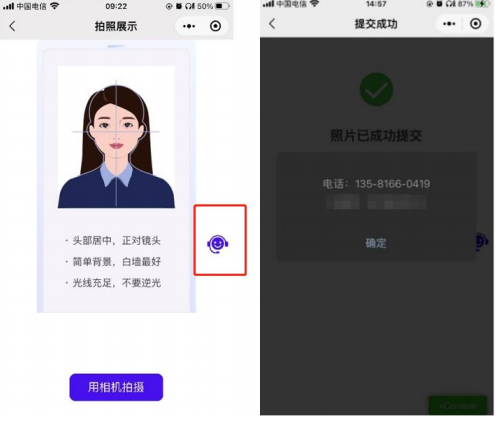 中国电信 09:22 50%
拍照展示
· 头部居中，正对镜头
· 简单背景，白墙最好
· 光线充足，不要逆光
用相机拍摄
中国电信 14:57 87%
提交成功
照片已成功提交
电话：135-8166-0419
确定
vConsole